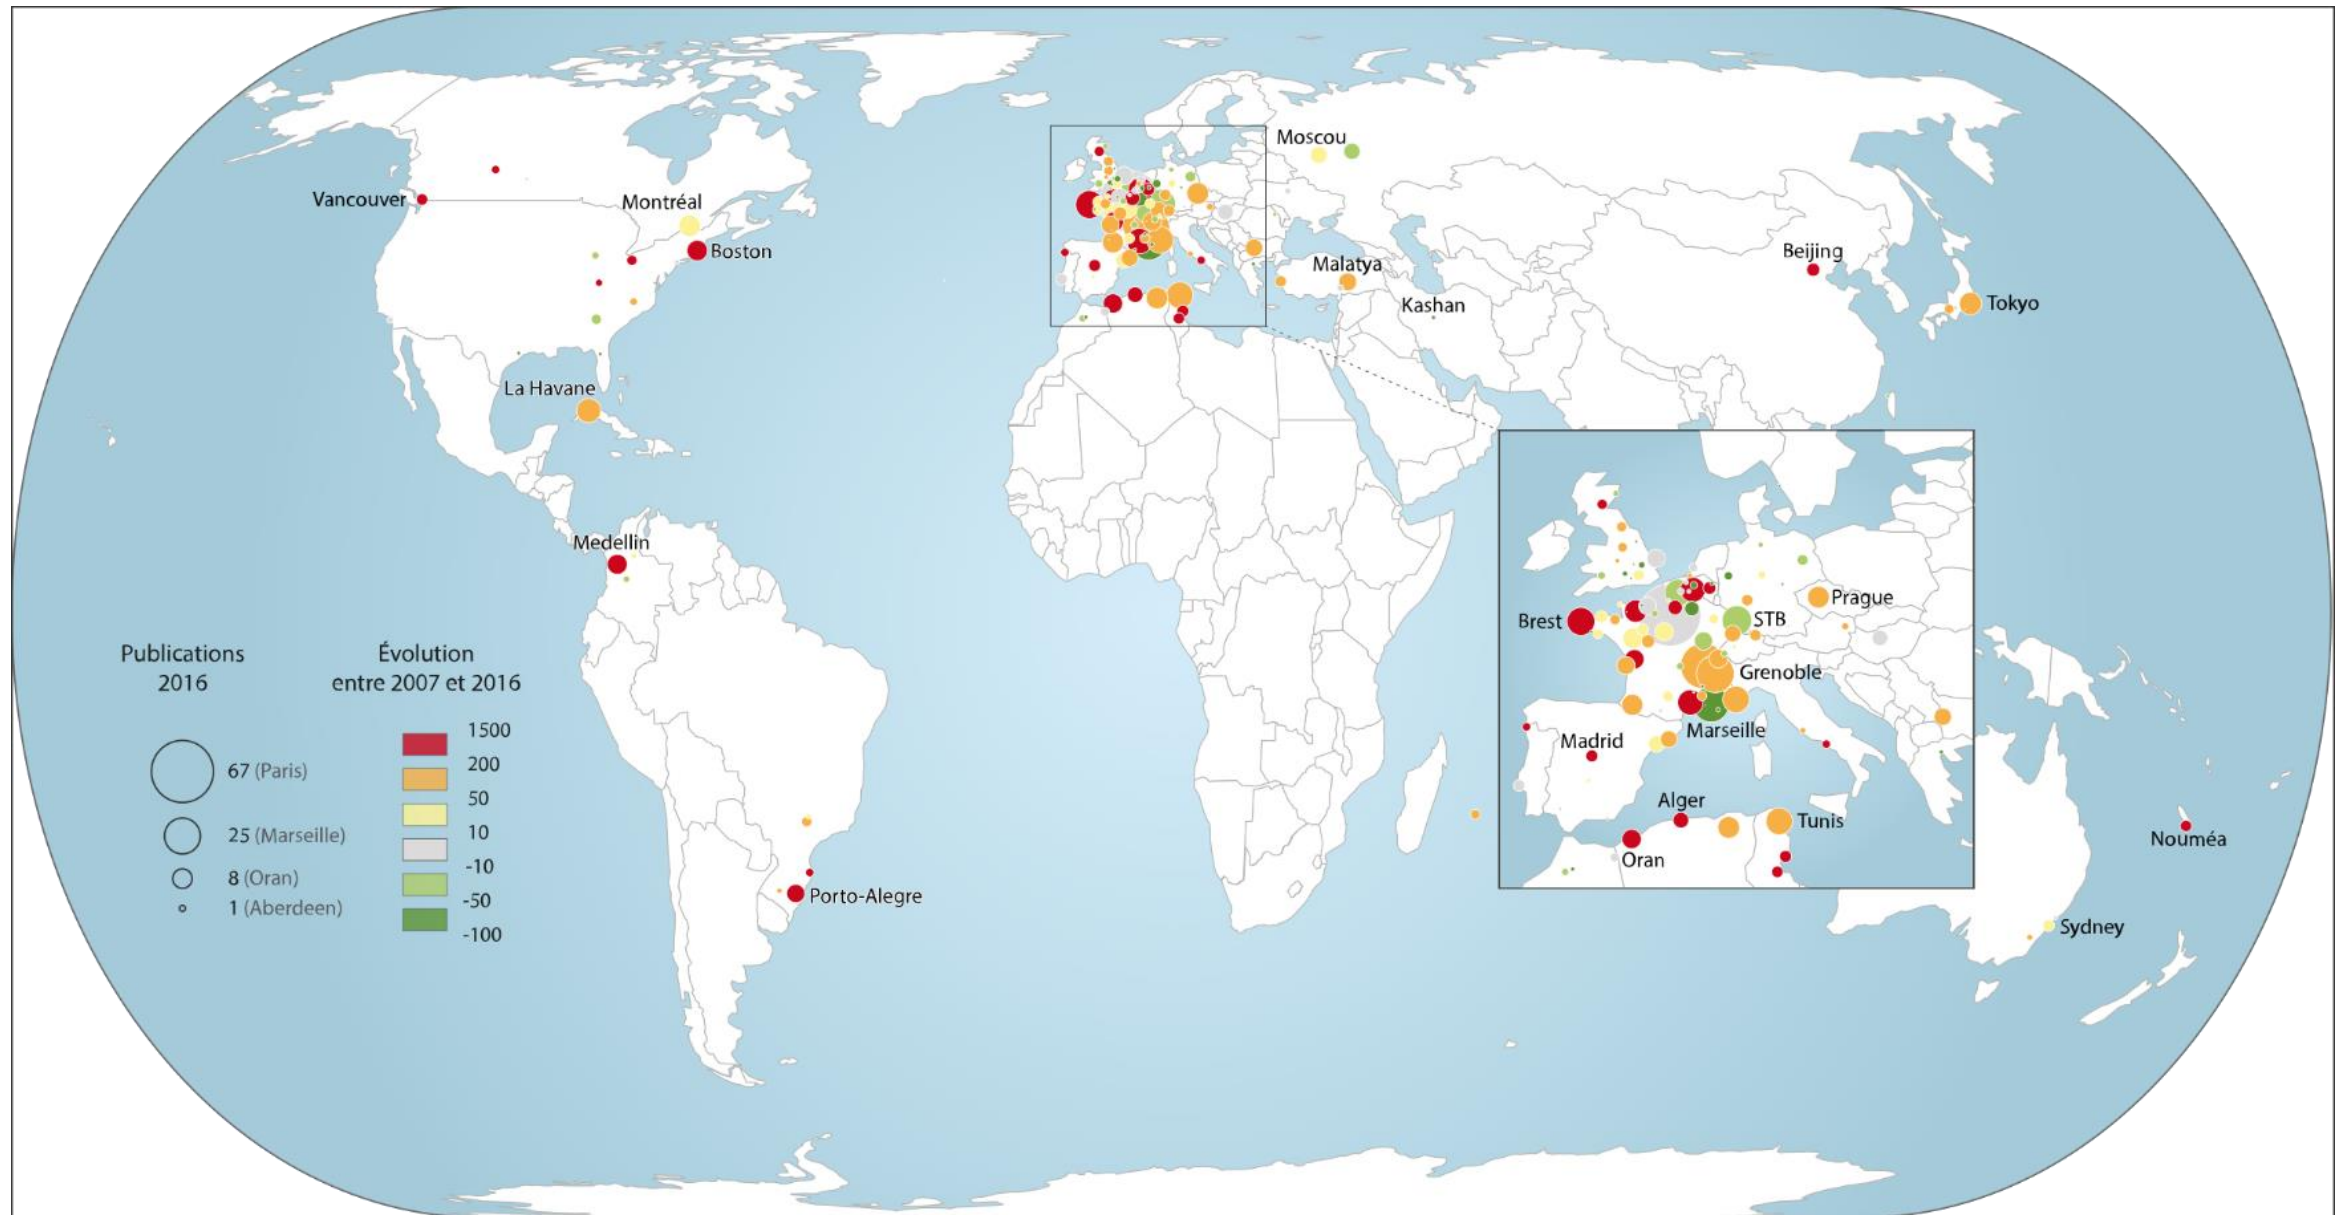 Moscou
Vancouver
Montréal
Boston
Beijing
Malatya
Kashan
Tokyo
La Havane
Medellin
Prague
Brest
STB
Grenoble
Marseille
Madrid
Alger
Tunis
Oran
Nouméa
Porto-Alegre
Sydney
Publications
2016
67 (Paris)
25 (Marseille)
8 (Oran)
1 (Aberdeen)
Évolution
entre 2007 et 2016
1500
200
50
10
-10
-50
-100